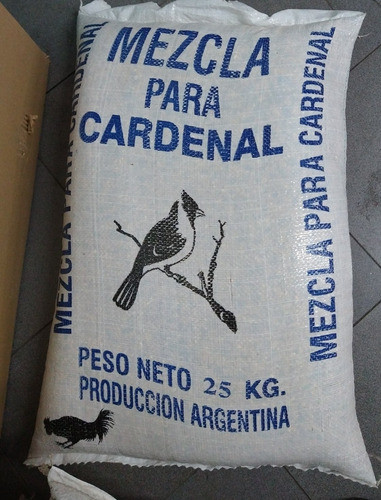 MEZCLA
PARA
CARDENAL
MEZCLA PARA CARDENAL
MEZCLA PARA CARDENAL
PESO NETO 25 KG.
PRODUCCION ARGENTINA